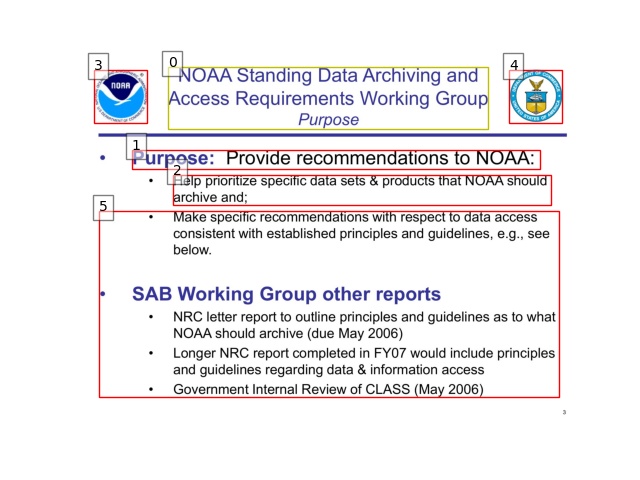 3
0
4
NOAA Standing Data Archiving and
Access Requirements Working Group
Purpose
NOAA
1
• Purpose: Provide recommendations to NOAA:
2
• Help prioritize specific data sets & products that NOAA should
archive and;
5
• Make specific recommendations with respect to data access
consistent with established principles and guidelines, e.g., see
below.
• SAB Working Group other reports
• NRC letter report to outline principles and guidelines as to what
NOAA should archive (due May 2006)
• Longer NRC report completed in FY07 would include principles
and guidelines regarding data & information access
• Government Internal Review of CLASS (May 2006)
3